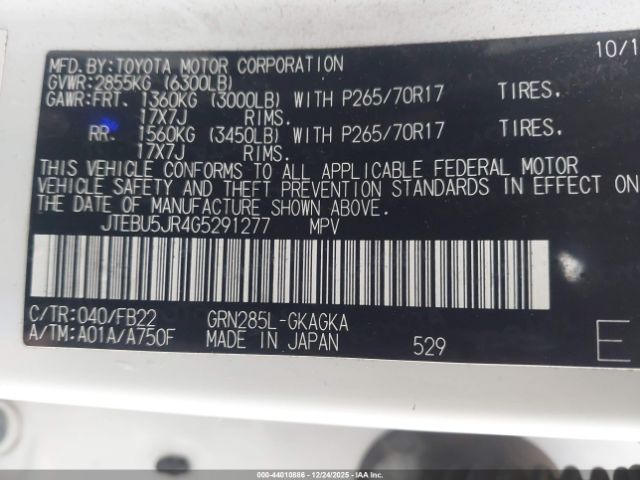 MFD. BY: TOYOTA MOTOR CORPORATION 10/1
GVWR: 2855KG (6300LB)
GAWR: FRT. 1360KG (3000LB) WITH P265/70R17 TIRES.
17X7J RIMS.
RR. 1560KG (3450LB) WITH P265/70R17 TIRES.
17X7J RIMS.
THIS VEHICLE CONFORMS TO ALL APPLICABLE FEDERAL MOTOR
VEHICLE SAFETY AND THEFT PREVENTION STANDARDS IN EFFECT ON
THE DATE OF MANUFACTURE SHOWN ABOVE.
JTEBU5JR4G5291277 MPV
C/TR: 040/FB22 GRN285L-GKAGKA
A/TM: A01A/A750F MADE IN JAPAN 529 E
000-44010886 - 12/24/2025 - IAAI.COM